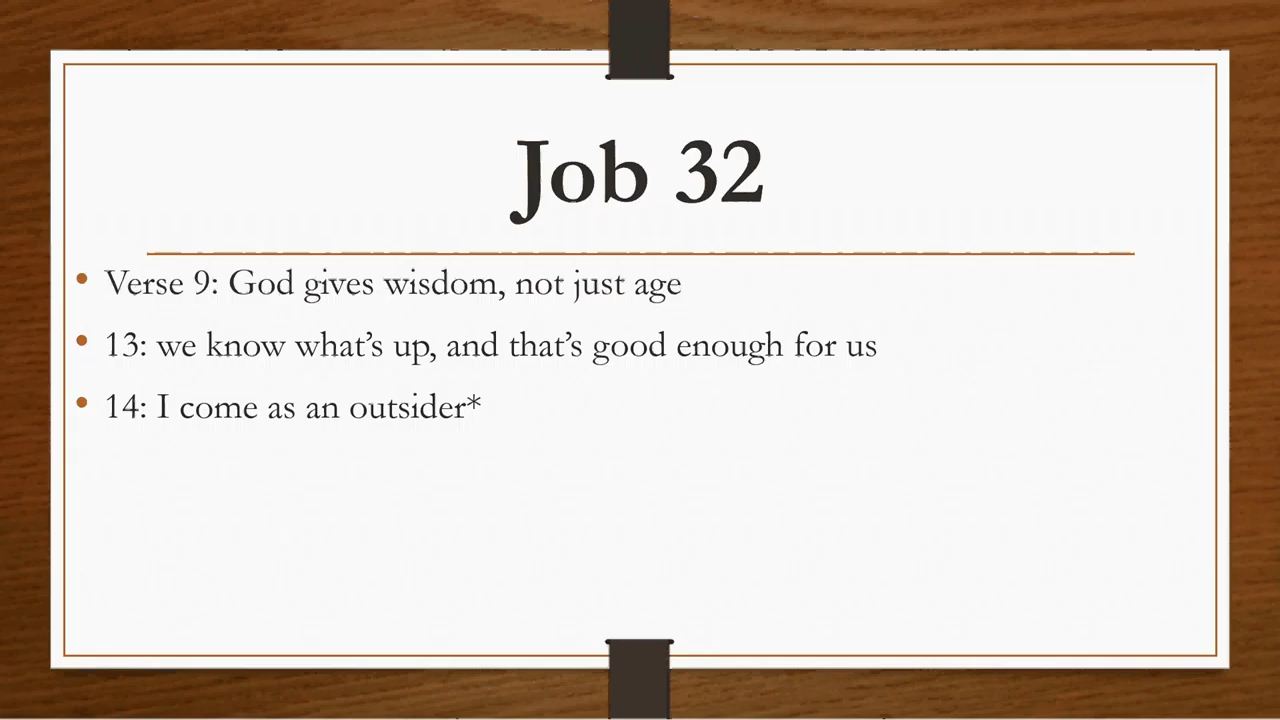 Job 32
• Verse 9: God gives wisdom, not just age
• 13: we know what’s up, and that’s good enough for us
• 14: I come as an outsider*